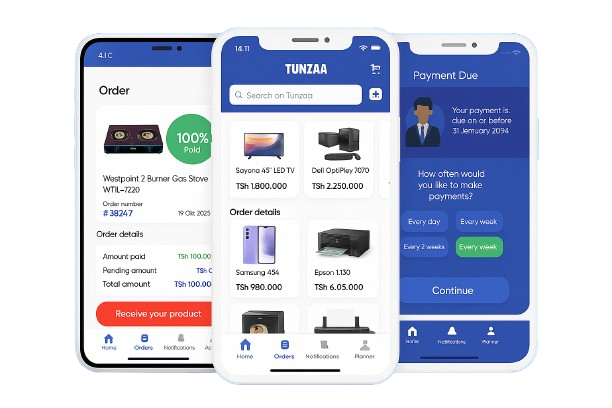 4.I C
Order
100%
Pold
Westpoint 2 Burner Gas Stove
WTIL-7220
Order number
#38247
19 Okt 2025
Order details
Amount paid
TSh 100.00
Pending amount
TSh C
Total amount
TSh 100.00
Receive your product
Home
Orders
Notifications
Ac
14.11
TUNZAA
Search on Tunzaa
Sayona 45" LED TV
TSh 1.800.000
Dell OptiPley 7070
TSh 2.250.000
Order details
Samsung 454
TSh 980.000
Epson 1.130
TSh 6.05.000
Home
Orders
Notifications
Planner
Payment Due
Your payment is.
due on or before
31 Jemuary 2094
How often would
you like to make
payments?
Every day
Every week
Every 2 weeks
Every week
Continue
Home
Notifications
Planner